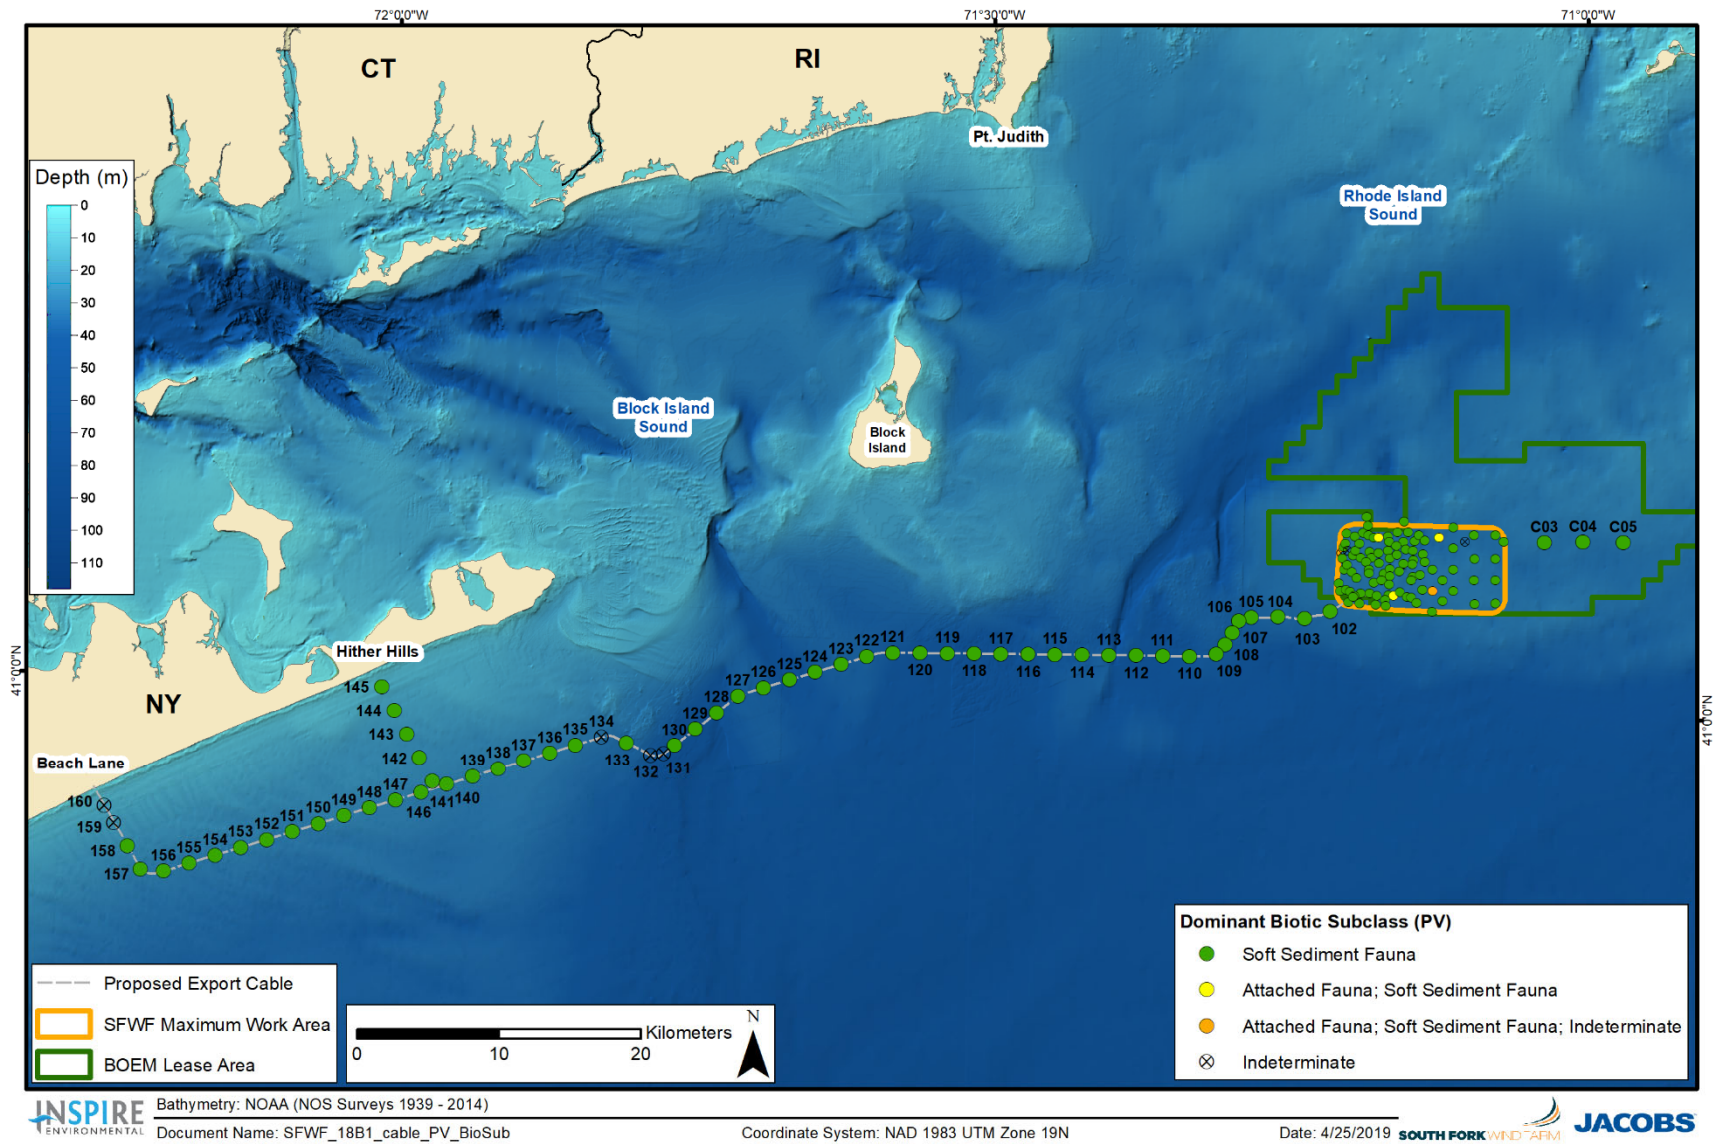 72°0'0"W
71°30'0"W
71°0'0"W
CT
RI
Pt. Judith
Depth (m)
0
10
20
30
40
50
60
70
80
90
100
110
Rhode Island
Sound
Block Island
Sound
Block
Island
C03 C04 C05
106 105 104
102
103
107
108
109
122 121 119 117 115 113 111
120 118 116 114 112 110
123
124
125
126
127
128
129
130
131
132
133
134
135
136
137
138
139
140
141
Hither Hills
145
144
143
142
41°0'0"N
41°0'0"N
NY
Beach Lane
146
147
148
149
150
151
152
153
154
155
156
157
158
159
160
Dominant Biotic Subclass (PV)
Soft Sediment Fauna
Attached Fauna; Soft Sediment Fauna
Attached Fauna; Soft Sediment Fauna; Indeterminate
Indeterminate
Proposed Export Cable
SFWF Maximum Work Area
BOEM Lease Area
Kilometers
0 10 20
N
INSPIRE
ENVIRONMENTAL
Bathymetry: NOAA (NOS Surveys 1939 - 2014)
Document Name: SFWF_18B1_cable_PV_BioSub
Coordinate System: NAD 1983 UTM Zone 19N
Date: 4/25/2019
SOUTH FORK WIND FARM
JACOBS